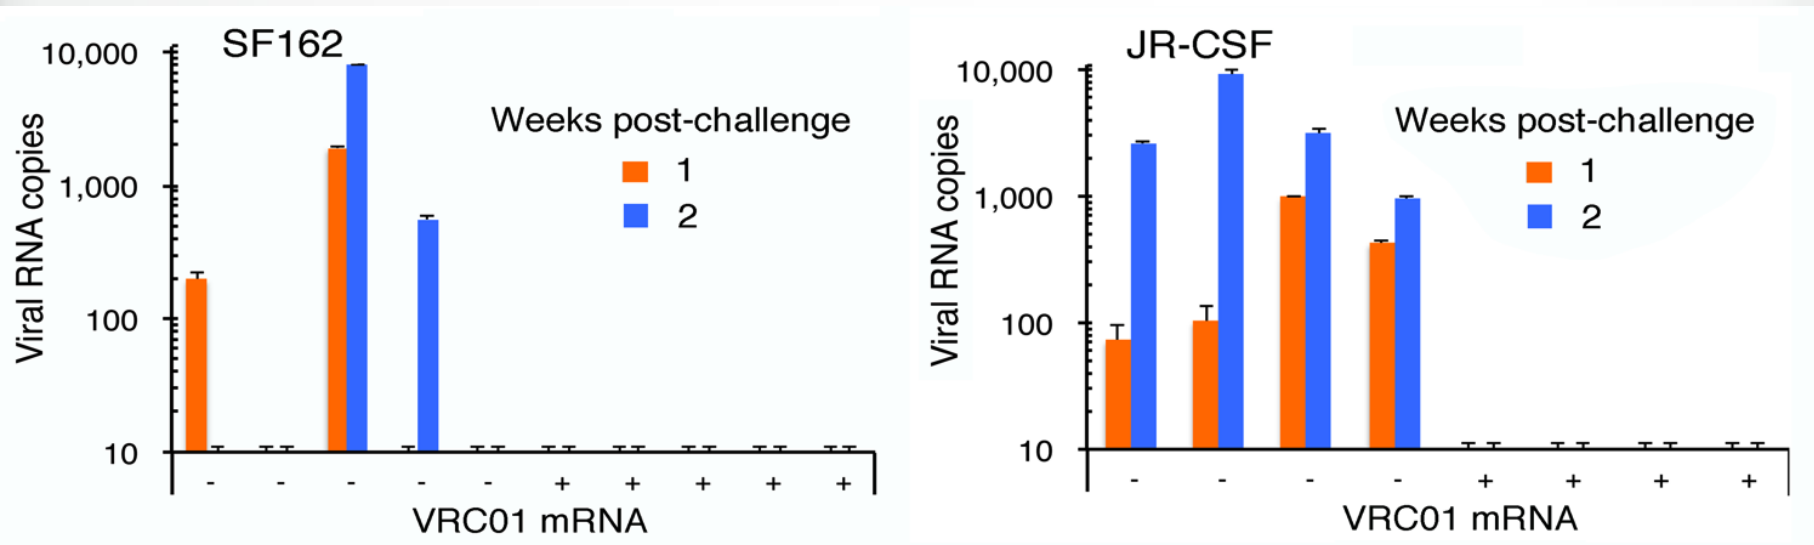 SF162
10,000
1,000
100
10
Viral RNA copies
Weeks post-challenge
1
2
- - - - - + + + + +
VRC01 mRNA
JR-CSF
10,000
1,000
100
10
Viral RNA copies
Weeks post-challenge
1
2
- - - - + + + +
VRC01 mRNA